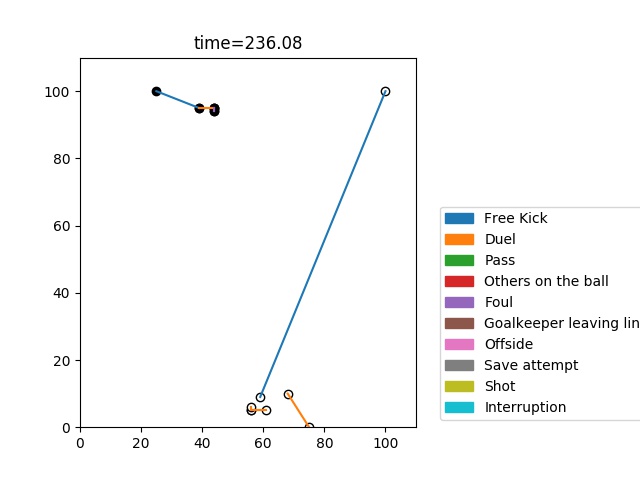 time=236.08
100
80
60
40
20
0
0 20 40 60 80 100
Free Kick
Duel
Pass
Others on the ball
Foul
Goalkeeper leaving lin
Offside
Save attempt
Shot
Interruption